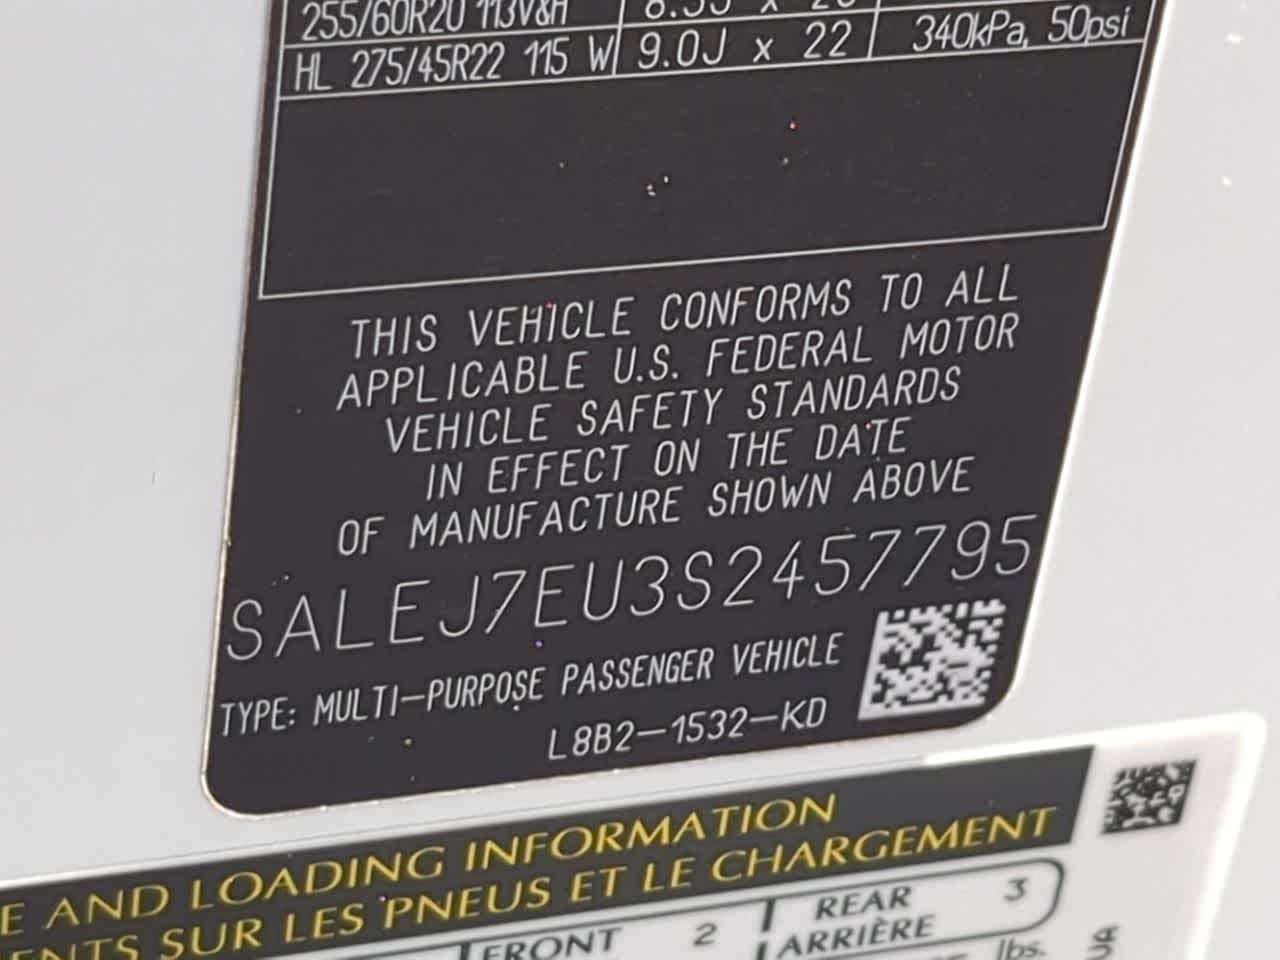 255/60R20 113V&H
HL 275/45R22 115 W 9.0J x 22 340kPa, 50psi
THIS VEHICLE CONFORMS TO ALL
APPLICABLE U.S. FEDERAL MOTOR
VEHICLE SAFETY STANDARDS
IN EFFECT ON THE DATE
OF MANUFACTURE SHOWN ABOVE
SALEJ7EU3S2457795
TYPE: MULTI-PURPOSE PASSENGER VEHICLE
L8B2-1532-KD
E AND LOADING INFORMATION
ENTS SUR LES PNEUS ET LE CHARGEMENT
FRONT 2 REAR 3
ARRIÈRE
lbs.